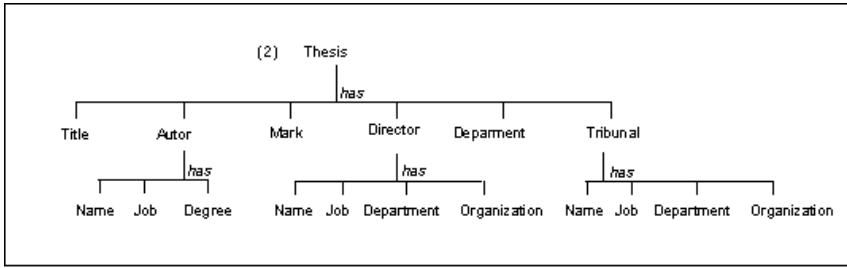 (2) Thesis
has
Title Autor Mark Director Deparment Tribunal
has has has
Name Job Degree Name Job Department Organization Name Job Department Organization